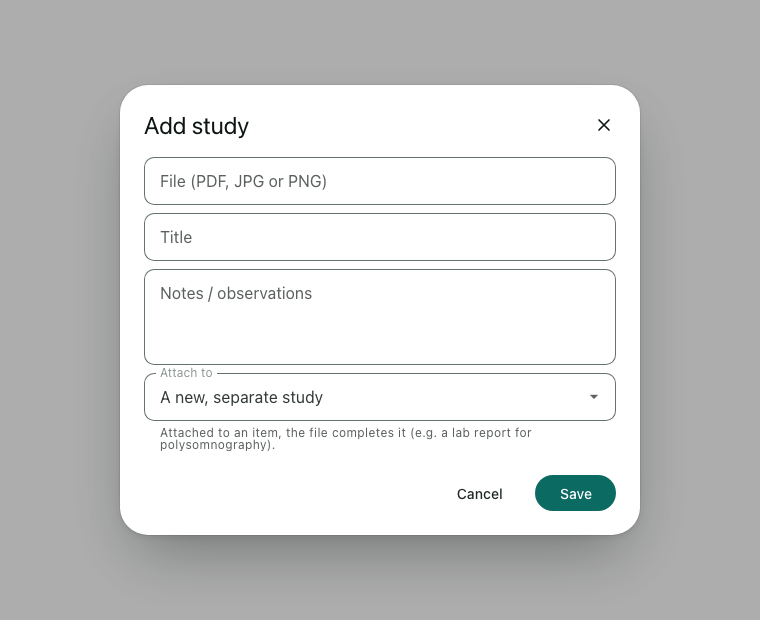 Add study
File (PDF, JPG or PNG)
Title
Notes / observations
Attach to
A new, separate study
Attached to an item, the file completes it (e.g. a lab report for
polysomnography).
Cancel
Save